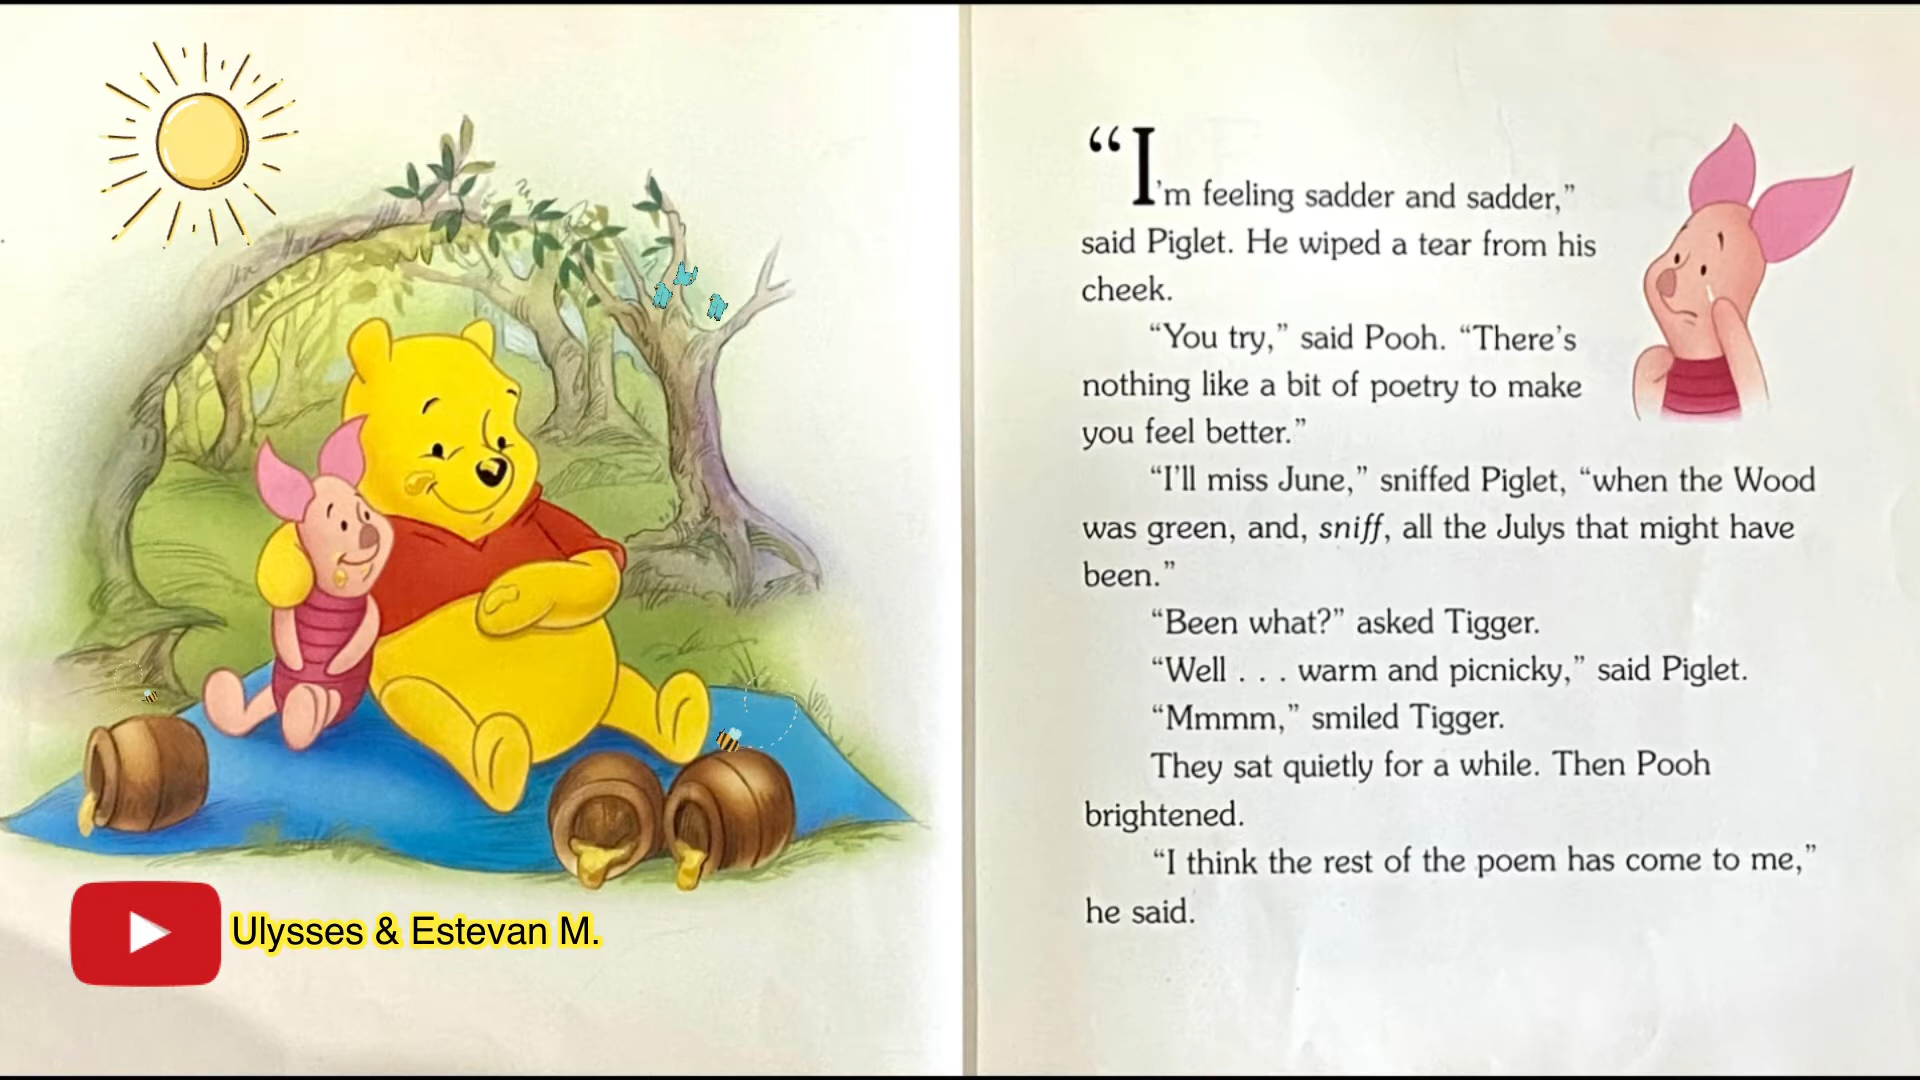 Ulysses & Estevan M.
“I'm feeling sadder and sadder,”
said Piglet. He wiped a tear from his
cheek.
“You try,” said Pooh. “There’s
nothing like a bit of poetry to make
you feel better.”
“I’ll miss June,” sniffed Piglet, “when the Wood
was green, and, sniff, all the Julys that might have
been.”
“Been what?” asked Tigger.
“Well . . . warm and picnicky,” said Piglet.
“Mmmm,” smiled Tigger.
They sat quietly for a while. Then Pooh
brightened.
“I think the rest of the poem has come to me,”
he said.